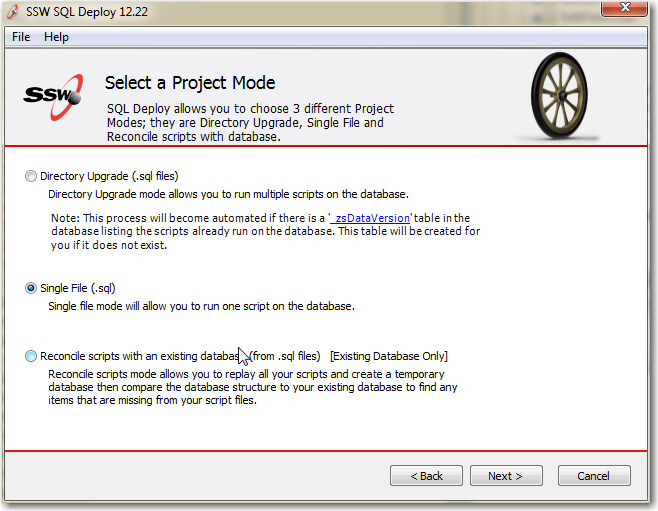 SSW SQL Deploy 12.22
File Help
SSW
Select a Project Mode
SQL Deploy allows you to choose 3 different Project
Modes; they are Directory Upgrade, Single File and
Reconcile scripts with database.
Directory Upgrade (.sql files)
Directory Upgrade mode allows you to run multiple scripts on the database.
Note: This process will become automated if there is a '_zsDataVersion' table in the
database listing the scripts already run on the database. This table will be created for
you if it does not exist.
Single File (.sql)
Single file mode will allow you to run one script on the database.
Reconcile scripts with an existing database (from .sql files) [Existing Database Only]
Reconcile scripts mode allows you to replay all your scripts and create a temporary
database then compare the database structure to your existing database to find any
items that are missing from your script files.
< Back Next > Cancel